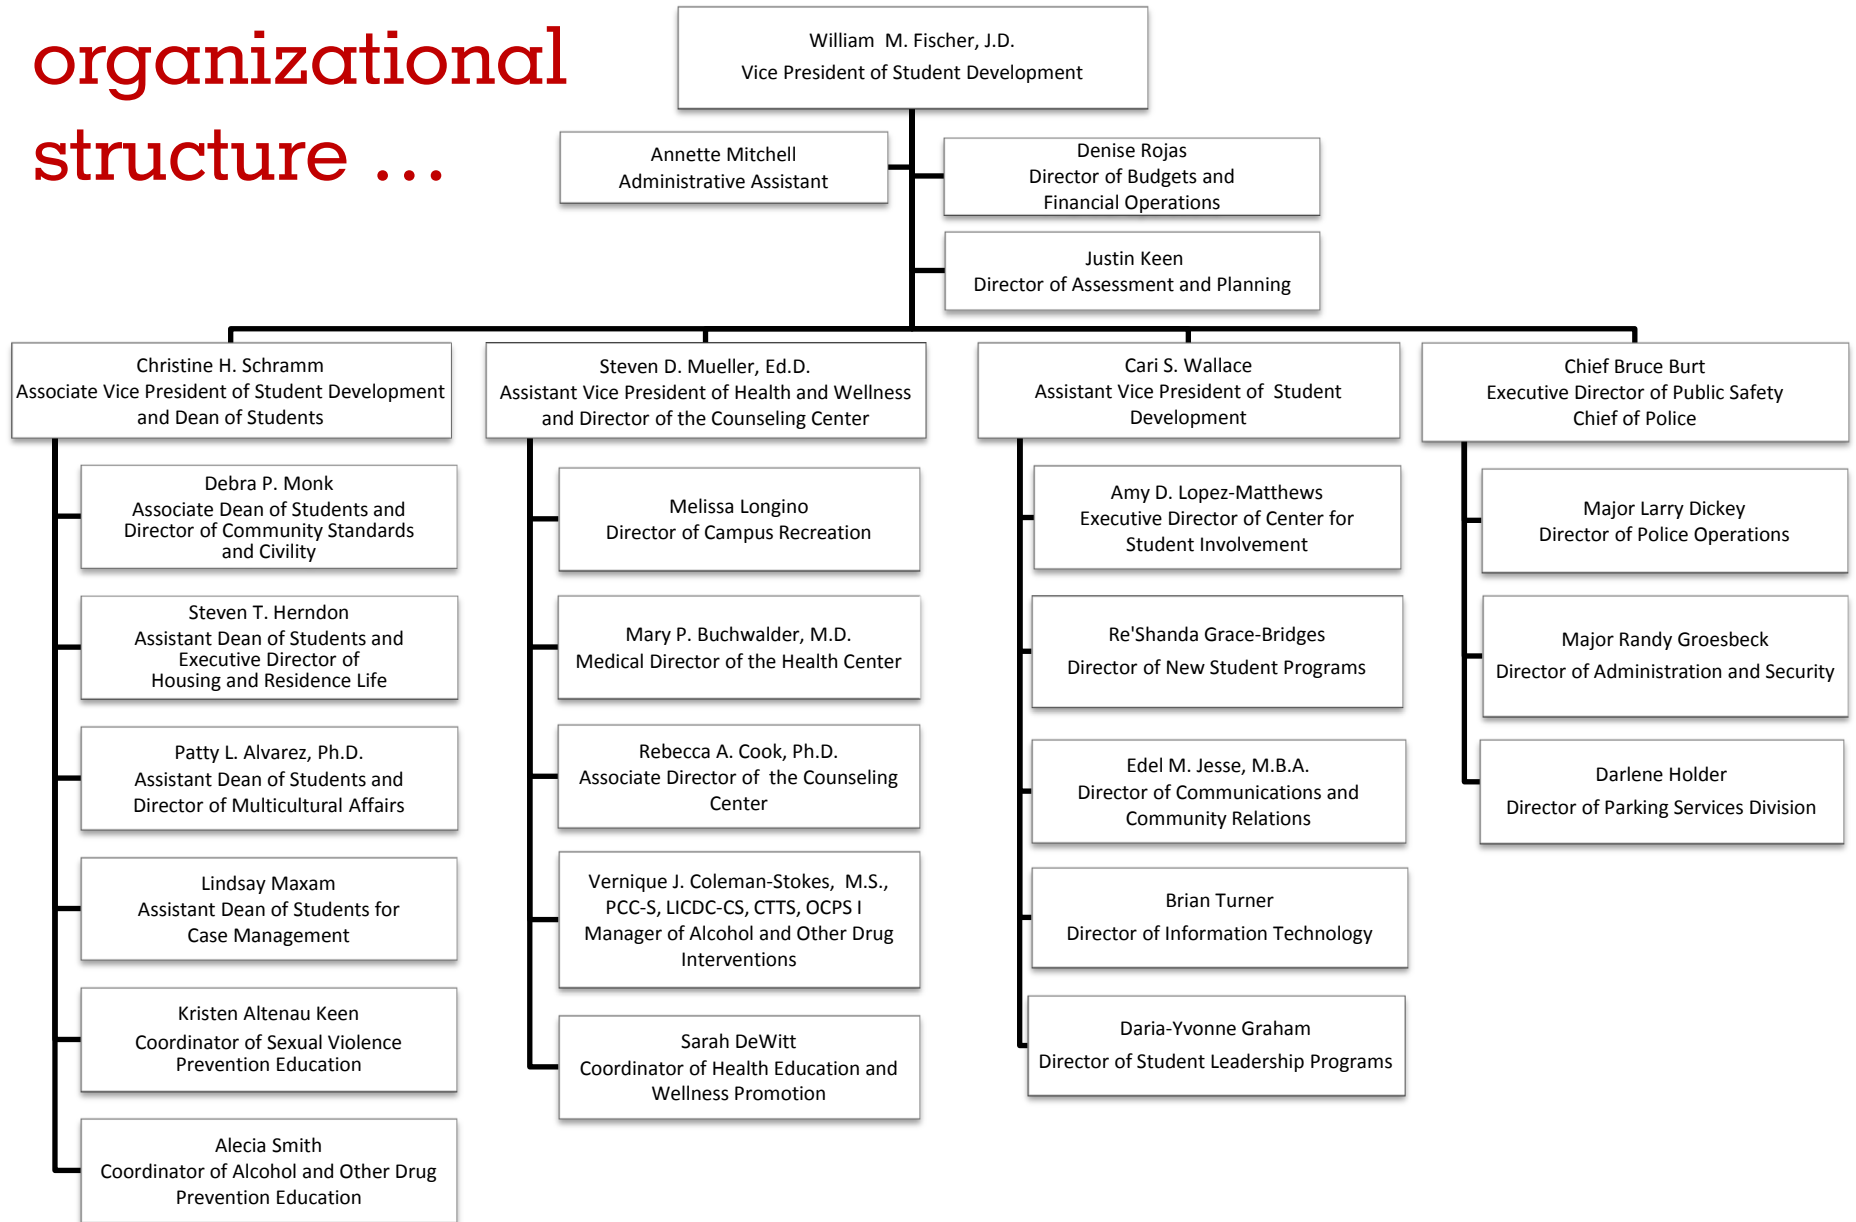 organizational
structure ...
William M. Fischer, J.D.
Vice President of Student Development
Annette Mitchell
Administrative Assistant
Denise Rojas
Director of Budgets and
Financial Operations
Justin Keen
Director of Assessment and Planning
Christine H. Schramm
Associate Vice President of Student Development
and Dean of Students
Debra P. Monk
Associate Dean of Students and
Director of Community Standards
and Civility
Steven T. Herndon
Assistant Dean of Students and
Executive Director of
Housing and Residence Life
Patty L. Alvarez, Ph.D.
Assistant Dean of Students and
Director of Multicultural Affairs
Lindsay Maxam
Assistant Dean of Students for
Case Management
Kristen Altenau Keen
Coordinator of Sexual Violence
Prevention Education
Alecia Smith
Coordinator of Alcohol and Other Drug
Prevention Education
Steven D. Mueller, Ed.D.
Assistant Vice President of Health and Wellness
and Director of the Counseling Center
Melissa Longino
Director of Campus Recreation
Mary P. Buchwalder, M.D.
Medical Director of the Health Center
Rebecca A. Cook, Ph.D.
Associate Director of the Counseling
Center
Vernique J. Coleman-Stokes, M.S.,
PCC-S, LICDC-CS, CTTS, OCPS I
Manager of Alcohol and Other Drug
Interventions
Sarah DeWitt
Coordinator of Health Education and
Wellness Promotion
Cari S. Wallace
Assistant Vice President of Student
Development
Amy D. Lopez-Matthews
Executive Director of Center for
Student Involvement
Re'Shanda Grace-Bridges
Director of New Student Programs
Edel M. Jesse, M.B.A.
Director of Communications and
Community Relations
Brian Turner
Director of Information Technology
Daria-Yvonne Graham
Director of Student Leadership Programs
Chief Bruce Burt
Executive Director of Public Safety
Chief of Police
Major Larry Dickey
Director of Police Operations
Major Randy Groesbeck
Director of Administration and Security
Darlene Holder
Director of Parking Services Division